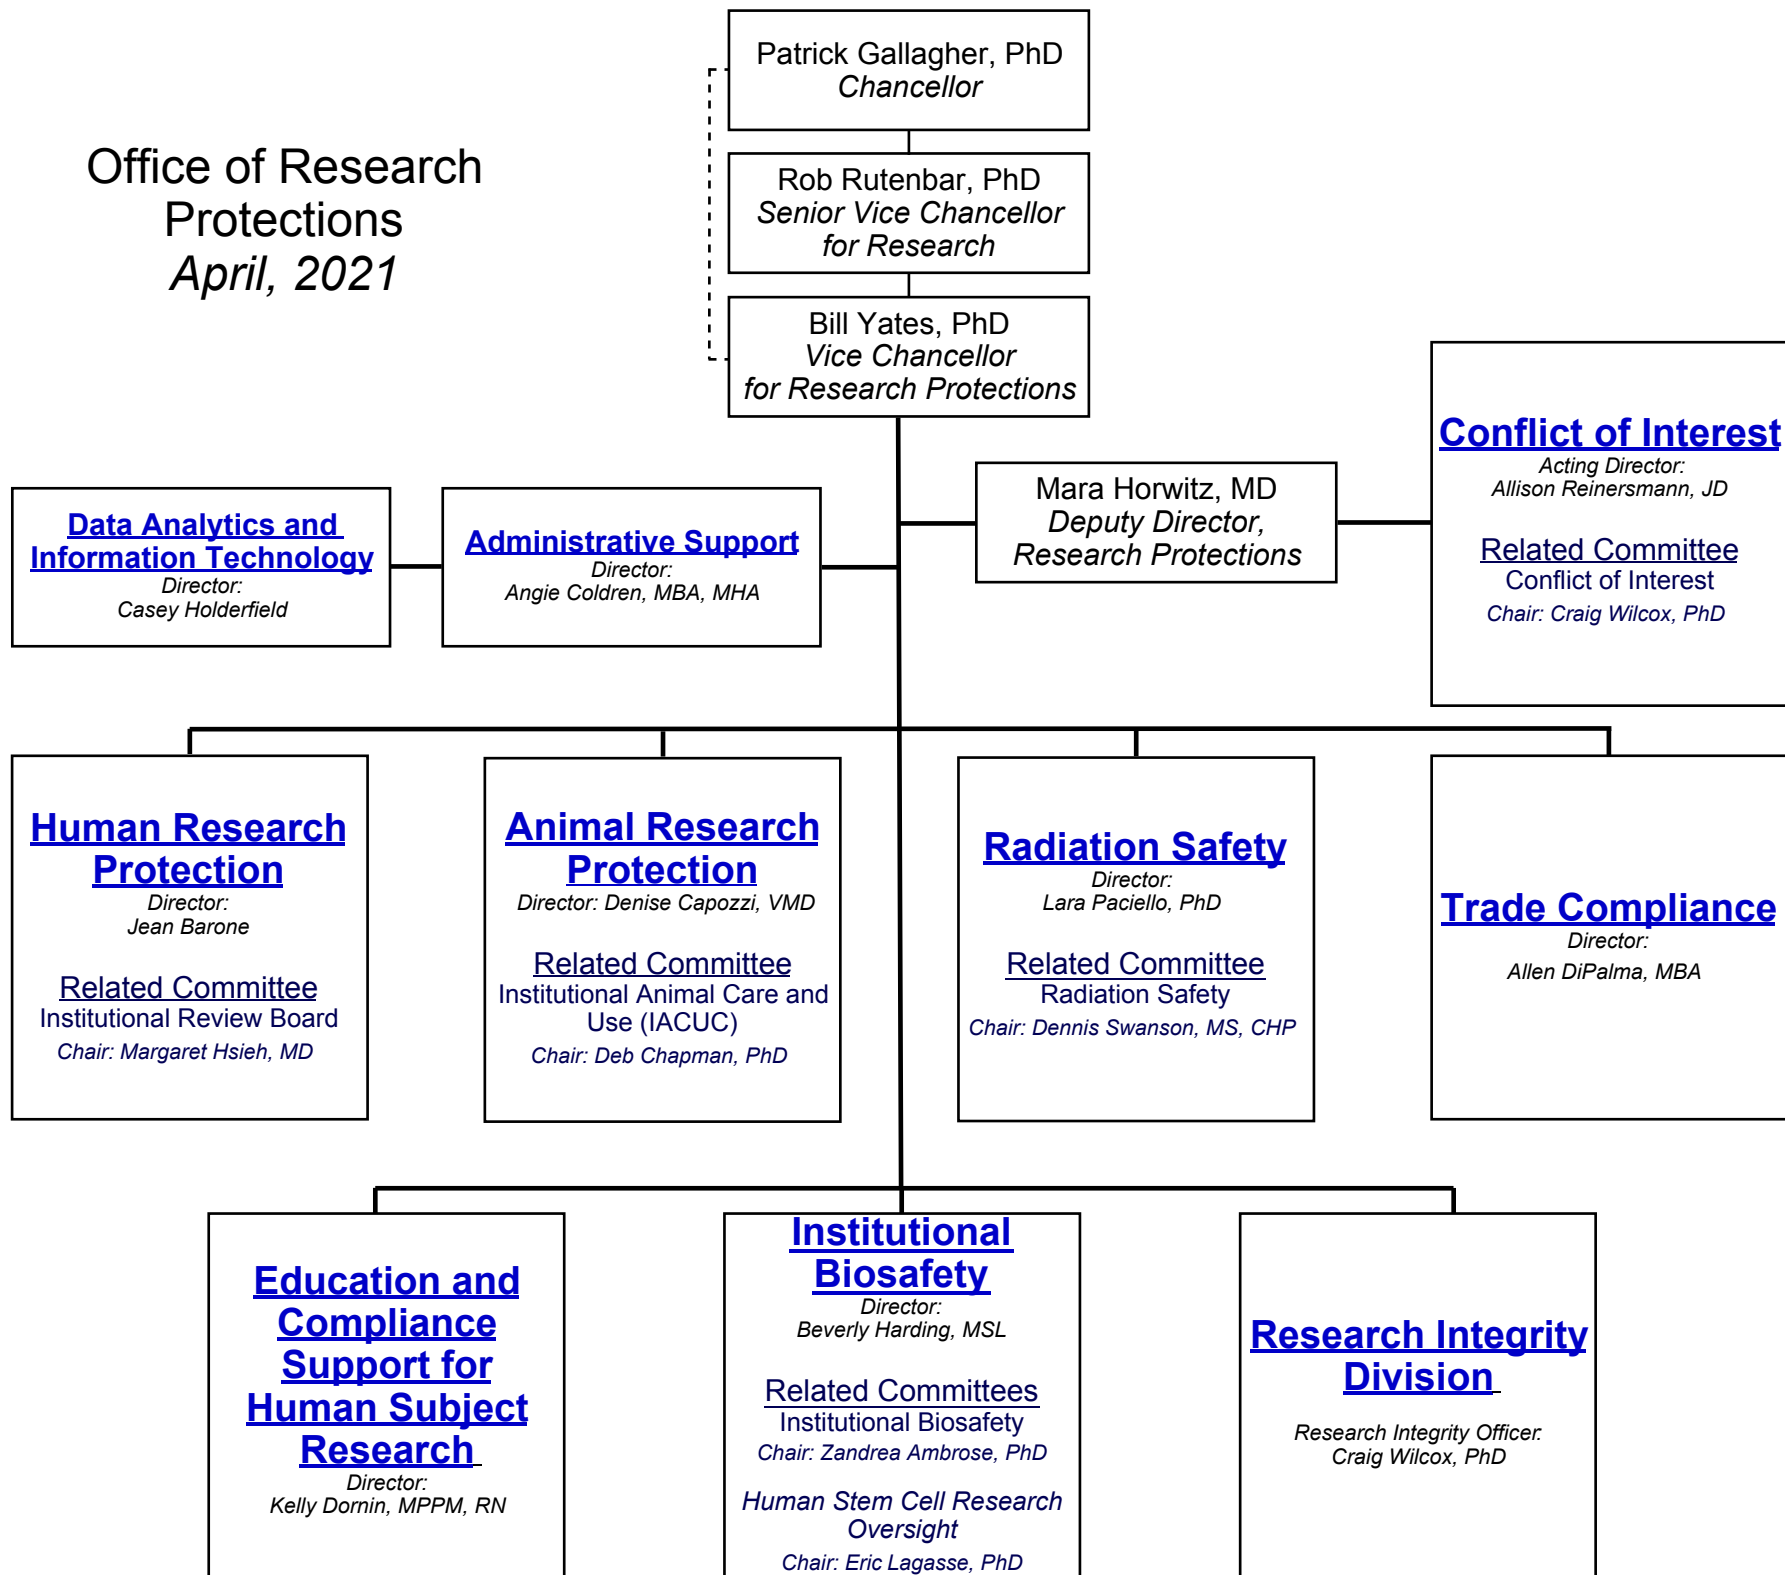 Patrick Gallagher, PhD
Chancellor
Office of Research
Protections
April, 2021
Rob Rutenbar, PhD
Senior Vice Chancellor
for Research
Bill Yates, PhD
Vice Chancellor
for Research Protections
Conflict of Interest
Acting Director:
Allison Reinersmann, JD
Related Committee
Conflict of Interest
Chair: Craig Wilcox, PhD
Mara Horwitz, MD
Deputy Director,
Research Protections
Data Analytics and
Information Technology
Director:
Casey Holderfield
Administrative Support
Director:
Angie Coldren, MBA, MHA
Human Research
Protection
Director:
Jean Barone
Related Committee
Institutional Review Board
Chair: Margaret Hsieh, MD
Animal Research
Protection
Director: Denise Capozzi, VMD
Related Committee
Institutional Animal Care and
Use (IACUC)
Chair: Deb Chapman, PhD
Radiation Safety
Director:
Lara Paciello, PhD
Related Committee
Radiation Safety
Chair: Dennis Swanson, MS, CHP
Trade Compliance
Director:
Allen DiPalma, MBA
Education and
Compliance
Support for
Human Subject
Research
Director:
Kelly Dornin, MPPM, RN
Institutional
Biosafety
Director:
Beverly Harding, MSL
Related Committees
Institutional Biosafety
Chair: Zandrea Ambrose, PhD
Human Stem Cell Research
Oversight
Chair: Eric Lagasse, PhD
Research Integrity
Division
Research Integrity Officer:
Craig Wilcox, PhD